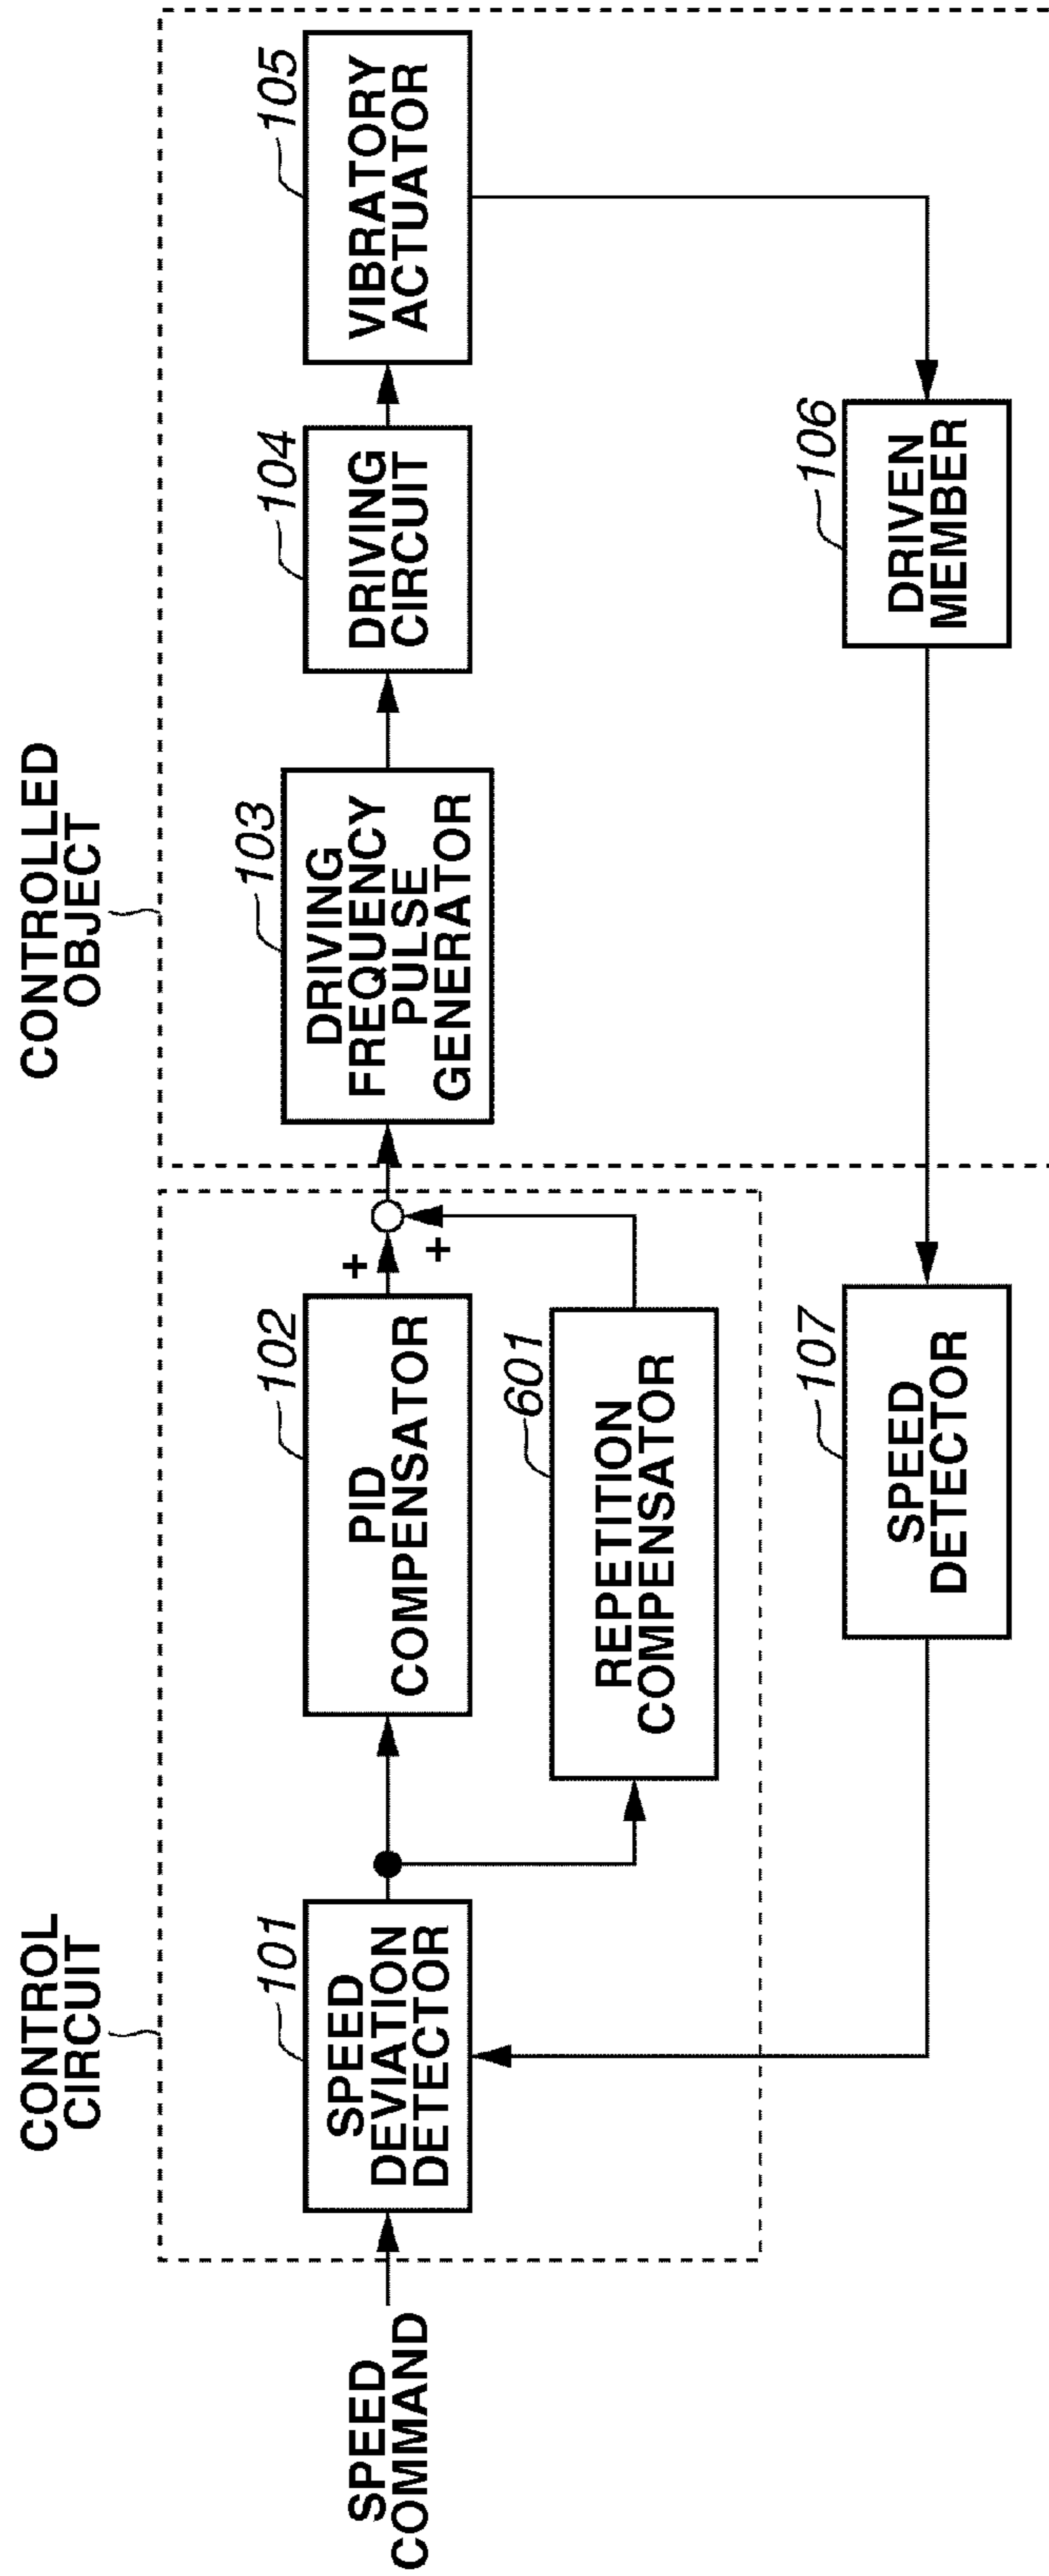 CONTROL
CIRCUIT
CONTROLLED
OBJECT
SPEED
COMMAND
101
SPEED
DEVIATION
DETECTOR
102
PID
COMPENSATOR
+
+
601
REPETITION
COMPENSATOR
103
DRIVING
FREQUENCY
PULSE
GENERATOR
104
DRIVING
CIRCUIT
105
VIBRATORY
ACTUATOR
107
SPEED
DETECTOR
106
DRIVEN
MEMBER